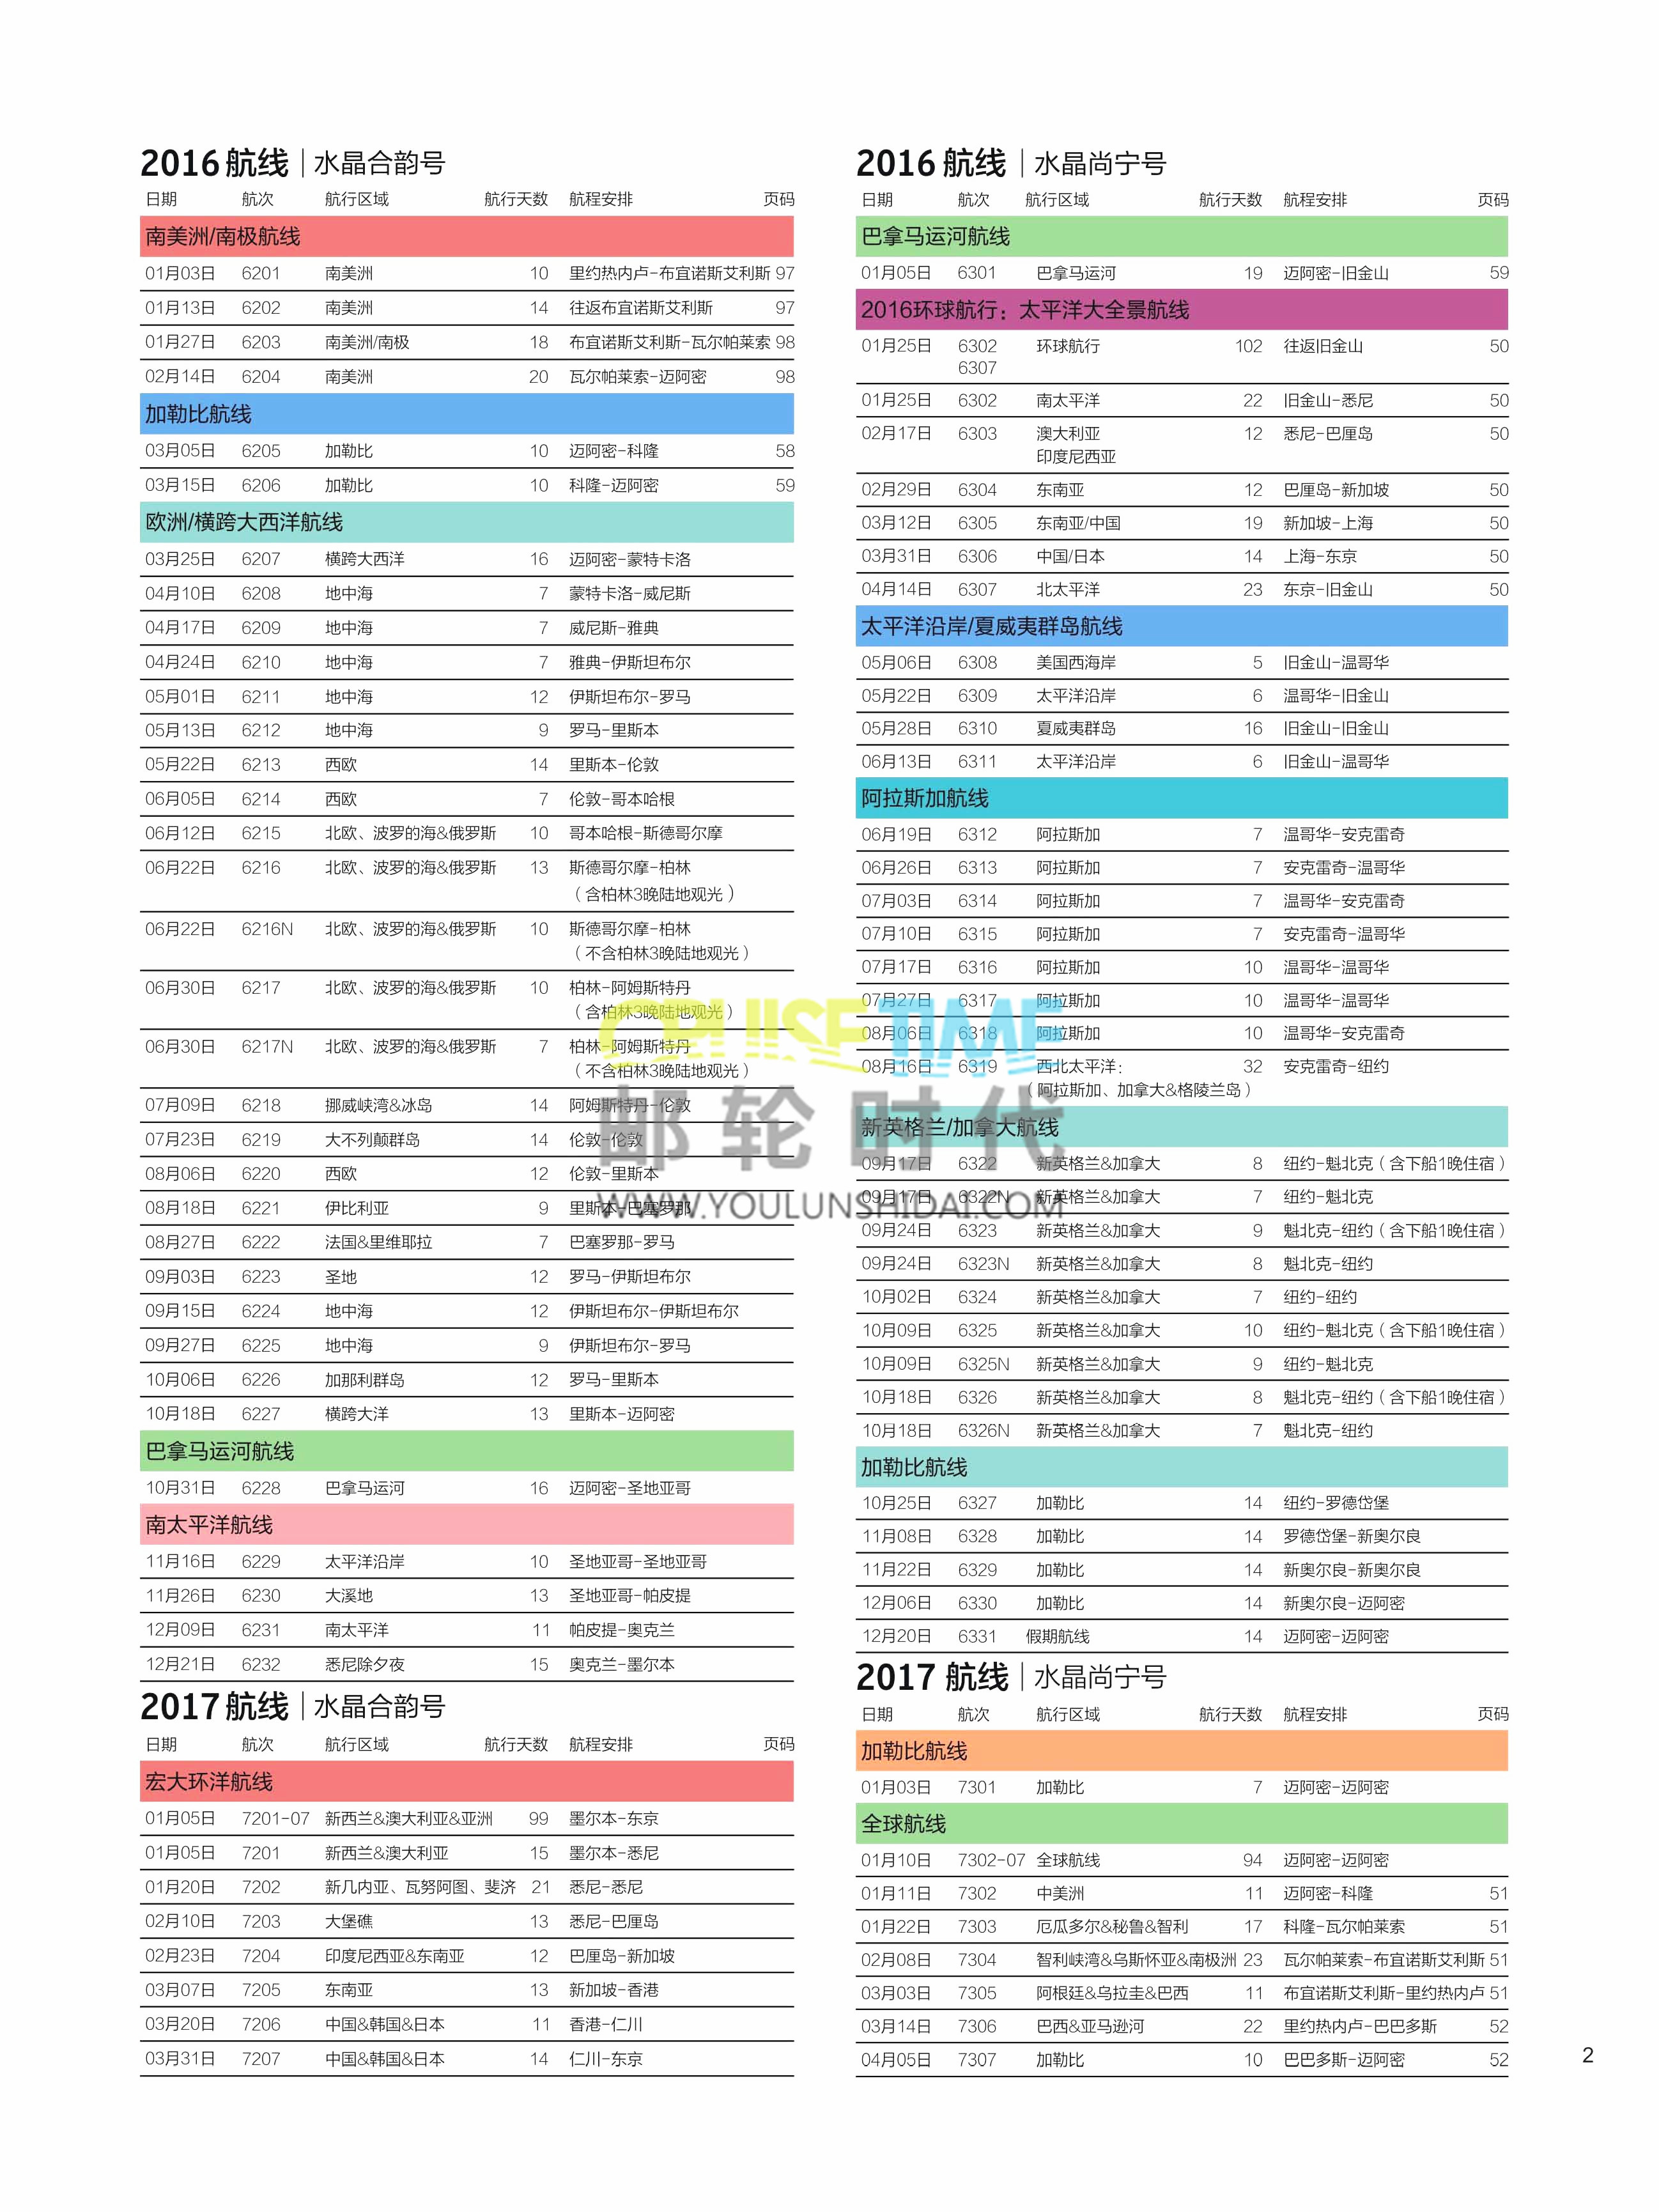 2016 航线 | 水晶合韵号
日期 航次 航行区域 航行天数 航程安排 页码
南美洲/南极航线
01月03日 6201 南美洲 10 里约热内卢-布宜诺斯艾利斯 97
01月13日 6202 南美洲 14 往返布宜诺斯艾利斯 97
01月27日 6203 南美洲/南极 18 布宜诺斯艾利斯-瓦尔帕莱索 98
02月14日 6204 南美洲 20 瓦尔帕莱索-迈阿密 98
加勒比航线
03月05日 6205 加勒比 10 迈阿密-科隆 58
03月15日 6206 加勒比 10 科隆-迈阿密 59
欧洲/横跨大西洋航线
03月25日 6207 横跨大西洋 16 迈阿密-蒙特卡洛
04月10日 6208 地中海 7 蒙特卡洛-威尼斯
04月17日 6209 地中海 7 威尼斯-雅典
04月24日 6210 地中海 7 雅典-伊斯坦布尔
05月01日 6211 地中海 12 伊斯坦布尔-罗马
05月13日 6212 地中海 9 罗马-里斯本
05月22日 6213 西欧 14 里斯本-伦敦
06月05日 6214 西欧 7 伦敦-哥本哈根
06月12日 6215 北欧、波罗的海&俄罗斯 10 哥本哈根-斯德哥尔摩
06月22日 6216 北欧、波罗的海&俄罗斯 13 斯德哥尔摩-柏林
（含柏林3晚陆地观光）
06月22日 6216N 北欧、波罗的海&俄罗斯 10 斯德哥尔摩-柏林
（不含柏林3晚陆地观光）
06月30日 6217 北欧、波罗的海&俄罗斯 10 柏林-阿姆斯特丹
（含柏林3晚陆地观光）
06月30日 6217N 北欧、波罗的海&俄罗斯 7 柏林-阿姆斯特丹
（不含柏林3晚陆地观光）
07月09日 6218 挪威峡湾&冰岛 14 阿姆斯特丹-伦敦
07月23日 6219 大不列颠群岛 14 伦敦-伦敦
08月06日 6220 西欧 12 伦敦-里斯本
08月18日 6221 伊比利亚 9 里斯本-巴塞罗那
08月27日 6222 法国&里维耶拉 7 巴塞罗那-罗马
09月03日 6223 圣地 12 罗马-伊斯坦布尔
09月15日 6224 地中海 12 伊斯坦布尔-伊斯坦布尔
09月27日 6225 地中海 9 伊斯坦布尔-罗马
10月06日 6226 加那利群岛 12 罗马-里斯本
10月18日 6227 横跨大洋 13 里斯本-迈阿密
巴拿马运河航线
10月31日 6228 巴拿马运河 16 迈阿密-圣地亚哥
南太平洋航线
11月16日 6229 太平洋沿岸 10 圣地亚哥-圣地亚哥
11月26日 6230 大溪地 13 圣地亚哥-帕皮提
12月09日 6231 南太平洋 11 帕皮提-奥克兰
12月21日 6232 悉尼除夕夜 15 奥克兰-墨尔本
2017 航线 | 水晶合韵号
日期 航次 航行区域 航行天数 航程安排 页码
宏大环洋航线
01月05日 7201-07 新西兰&澳大利亚&亚洲 99 墨尔本-东京
01月05日 7201 新西兰&澳大利亚 15 墨尔本-悉尼
01月20日 7202 新几内亚、瓦努阿图、斐济 21 悉尼-悉尼
02月10日 7203 大堡礁 13 悉尼-巴厘岛
02月23日 7204 印度尼西亚&东南亚 12 巴厘岛-新加坡
03月07日 7205 东南亚 13 新加坡-香港
03月20日 7206 中国&韩国&日本 11 香港-仁川
03月31日 7207 中国&韩国&日本 14 仁川-东京
2016 航线 | 水晶尚宁号
日期 航次 航行区域 航行天数 航程安排 页码
巴拿马运河航线
01月05日 6301 巴拿马运河 19 迈阿密-旧金山 59
2016环球航行：太平洋大全景航线
01月25日 6302 环球航行 102 往返旧金山 50
6307
01月25日 6302 南太平洋 22 旧金山-悉尼 50
02月17日 6303 澳大利亚 12 悉尼-巴厘岛 50
印度尼西亚
02月29日 6304 东南亚 12 巴厘岛-新加坡 50
03月12日 6305 东南亚/中国 19 新加坡-上海 50
03月31日 6306 中国/日本 14 上海-东京 50
04月14日 6307 北太平洋 23 东京-旧金山 50
太平洋沿岸/夏威夷群岛航线
05月06日 6308 美国西海岸 5 旧金山-温哥华
05月22日 6309 太平洋沿岸 6 温哥华-旧金山
05月28日 6310 夏威夷群岛 16 旧金山-旧金山
06月13日 6311 太平洋沿岸 6 旧金山-温哥华
阿拉斯加航线
06月19日 6312 阿拉斯加 7 温哥华-安克雷奇
06月26日 6313 阿拉斯加 7 安克雷奇-温哥华
07月03日 6314 阿拉斯加 7 温哥华-安克雷奇
07月10日 6315 阿拉斯加 7 安克雷奇-温哥华
07月17日 6316 阿拉斯加 10 温哥华-温哥华
07月27日 6317 阿拉斯加 10 温哥华-温哥华
08月06日 6318 阿拉斯加 10 温哥华-安克雷奇
08月16日 6319 西北太平洋： 32 安克雷奇-纽约
（阿拉斯加、加拿大&格陵兰岛）
新英格兰/加拿大航线
09月17日 6322 新英格兰&加拿大 8 纽约-魁北克（含下船1晚住宿）
09月17日 6322N 新英格兰&加拿大 7 纽约-魁北克
09月24日 6323 新英格兰&加拿大 9 魁北克-纽约（含下船1晚住宿）
09月24日 6323N 新英格兰&加拿大 8 魁北克-纽约
10月02日 6324 新英格兰&加拿大 7 纽约-纽约
10月09日 6325 新英格兰&加拿大 10 纽约-魁北克（含下船1晚住宿）
10月09日 6325N 新英格兰&加拿大 9 纽约-魁北克
10月18日 6326 新英格兰&加拿大 8 魁北克-纽约（含下船1晚住宿）
10月18日 6326N 新英格兰&加拿大 7 魁北克-纽约
加勒比航线
10月25日 6327 加勒比 14 纽约-罗德岱堡
11月08日 6328 加勒比 14 罗德岱堡-新奥尔良
11月22日 6329 加勒比 14 新奥尔良-新奥尔良
12月06日 6330 加勒比 14 新奥尔良-迈阿密
12月20日 6331 假期航线 14 迈阿密-迈阿密
2017 航线 | 水晶尚宁号
日期 航次 航行区域 航行天数 航程安排 页码
加勒比航线
01月03日 7301 加勒比 7 迈阿密-迈阿密
全球航线
01月10日 7302-07 全球航线 94 迈阿密-迈阿密
01月11日 7302 中美洲 11 迈阿密-科隆 51
01月22日 7303 厄瓜多尔&秘鲁&智利 17 科隆-瓦尔帕莱索 51
02月08日 7304 智利峡湾&乌斯怀亚&南极洲 23 瓦尔帕莱索-布宜诺斯艾利斯 51
03月03日 7305 阿根廷&乌拉圭&巴西 11 布宜诺斯艾利斯-里约热内卢 51
03月14日 7306 巴西&亚马逊河 22 里约热内卢-巴巴多斯 52
04月05日 7307 加勒比 10 巴巴多斯-迈阿密 52
2
CRUISE TIME
邮轮时代
WWW.YOULUNSHIDAI.COM